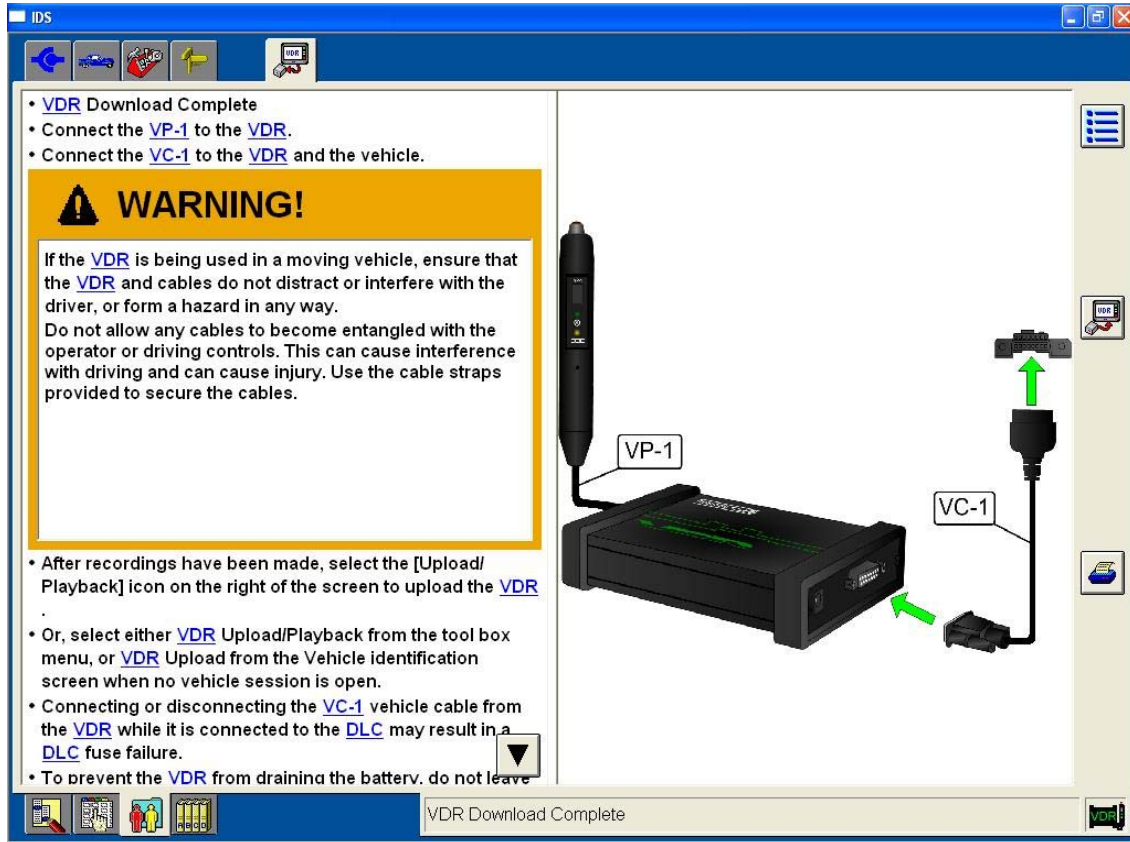 IDS
VDR
• VDR Download Complete
• Connect the VP-1 to the VDR.
• Connect the VC-1 to the VDR and the vehicle.
WARNING!
If the VDR is being used in a moving vehicle, ensure that
the VDR and cables do not distract or interfere with the
driver, or form a hazard in any way.
Do not allow any cables to become entangled with the
operator or driving controls. This can cause interference
with driving and can cause injury. Use the cable straps
provided to secure the cables.
• After recordings have been made, select the [Upload/
Playback] icon on the right of the screen to upload the VDR
.
• Or, select either VDR Upload/Playback from the tool box
menu, or VDR Upload from the Vehicle identification
screen when no vehicle session is open.
• Connecting or disconnecting the VC-1 vehicle cable from
the VDR while it is connected to the DLC may result in a
DLC fuse failure.
• To prevent the VDR from draining the battery, do not leave
VP-1
VC-1
VDR
A B C D
VDR Download Complete
VDR